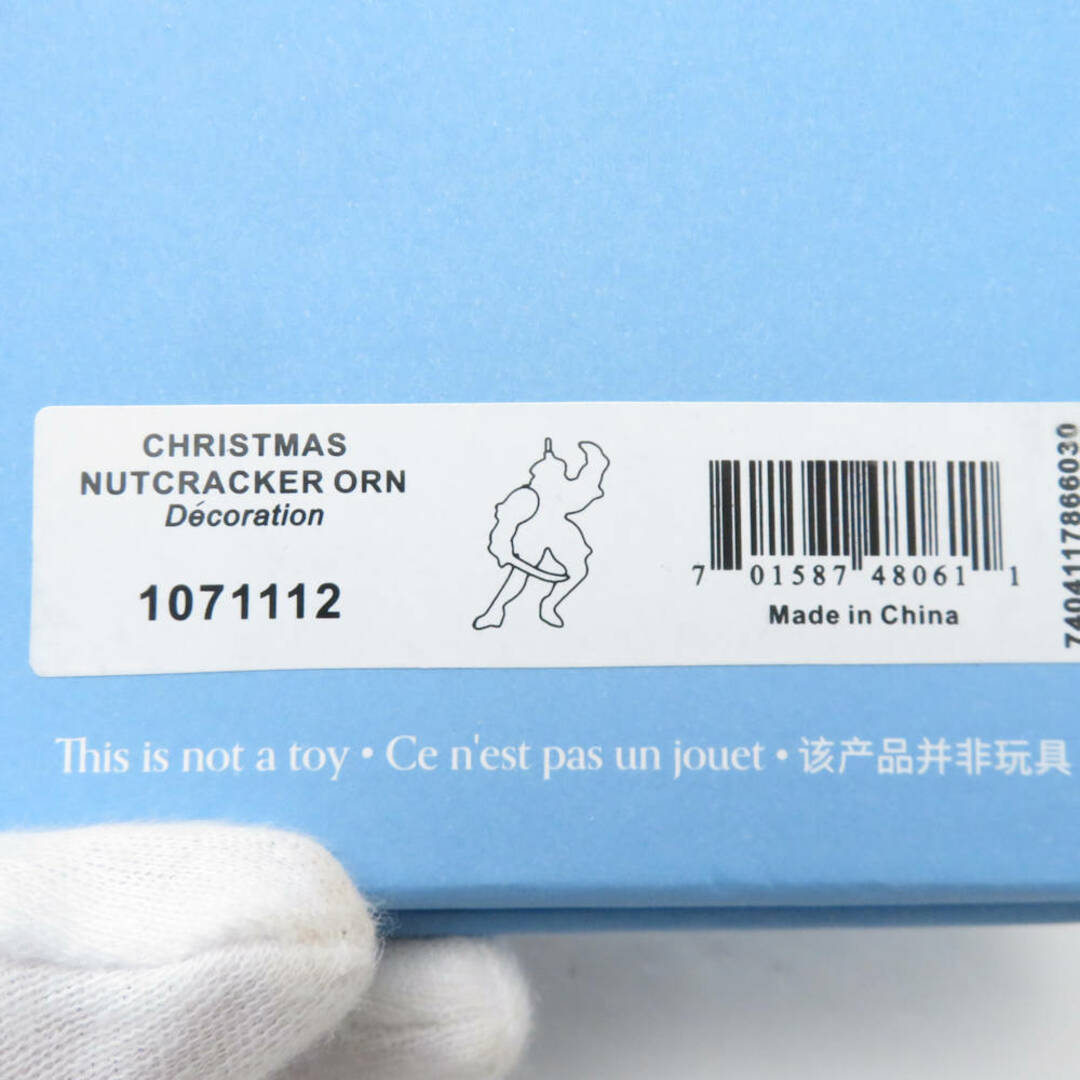 CHRISTMAS
NUTCRACKER ORN
Décoration
1071112
7 01587 48061 1
Made in China
7404117866030
This is not a toy • Ce n'est pas un jouet • 该产品并非玩具